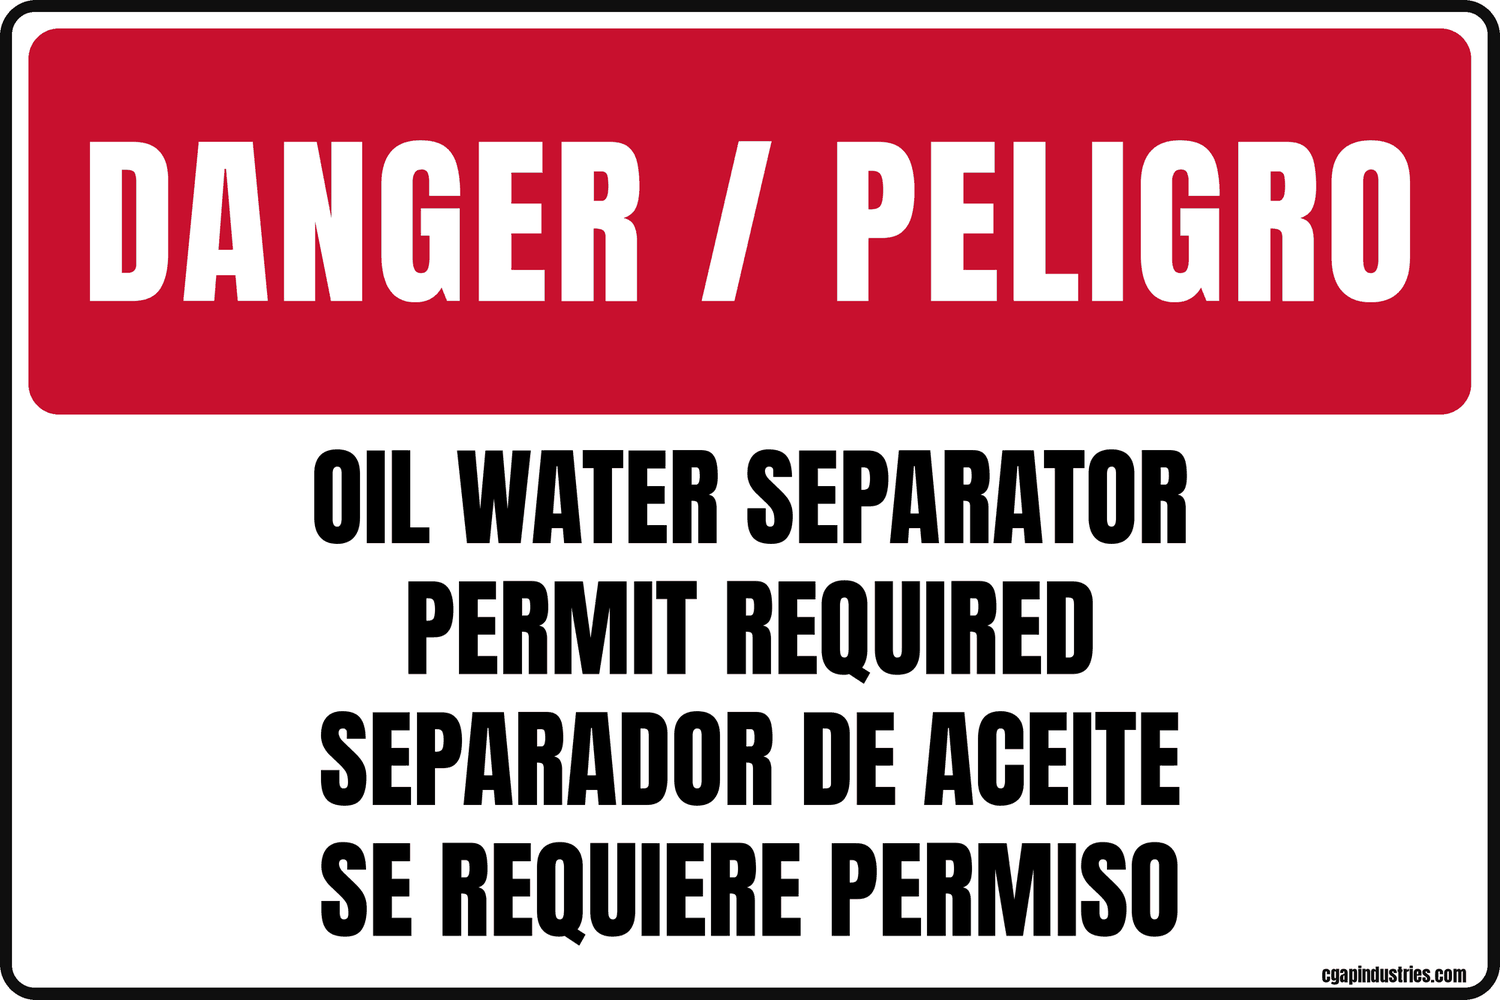 DANGER / PELIGRO
OIL WATER SEPARATOR
PERMIT REQUIRED
SEPARADOR DE ACEITE
SE REQUIERE PERMISO
cgapindustries.com